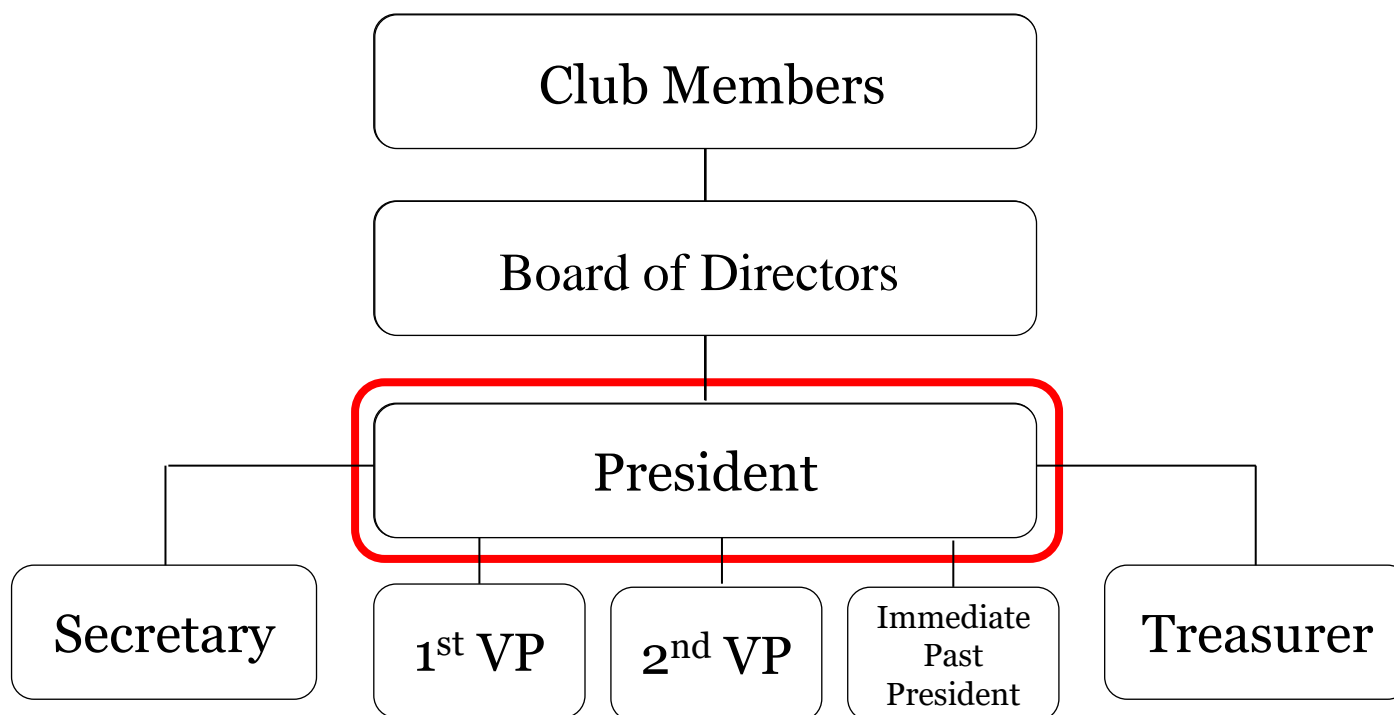 Club Members
Board of Directors
President
Secretary
1st VP
2nd VP
Immediate
Past
President
Treasurer